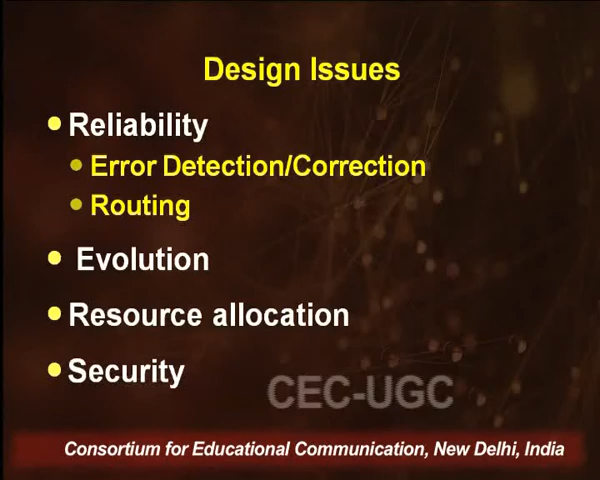 Design Issues
Reliability
Error Detection/Correction
Routing
Evolution
Resource allocation
Security
CEC-UGC
Consortium for Educational Communication, New Delhi, India